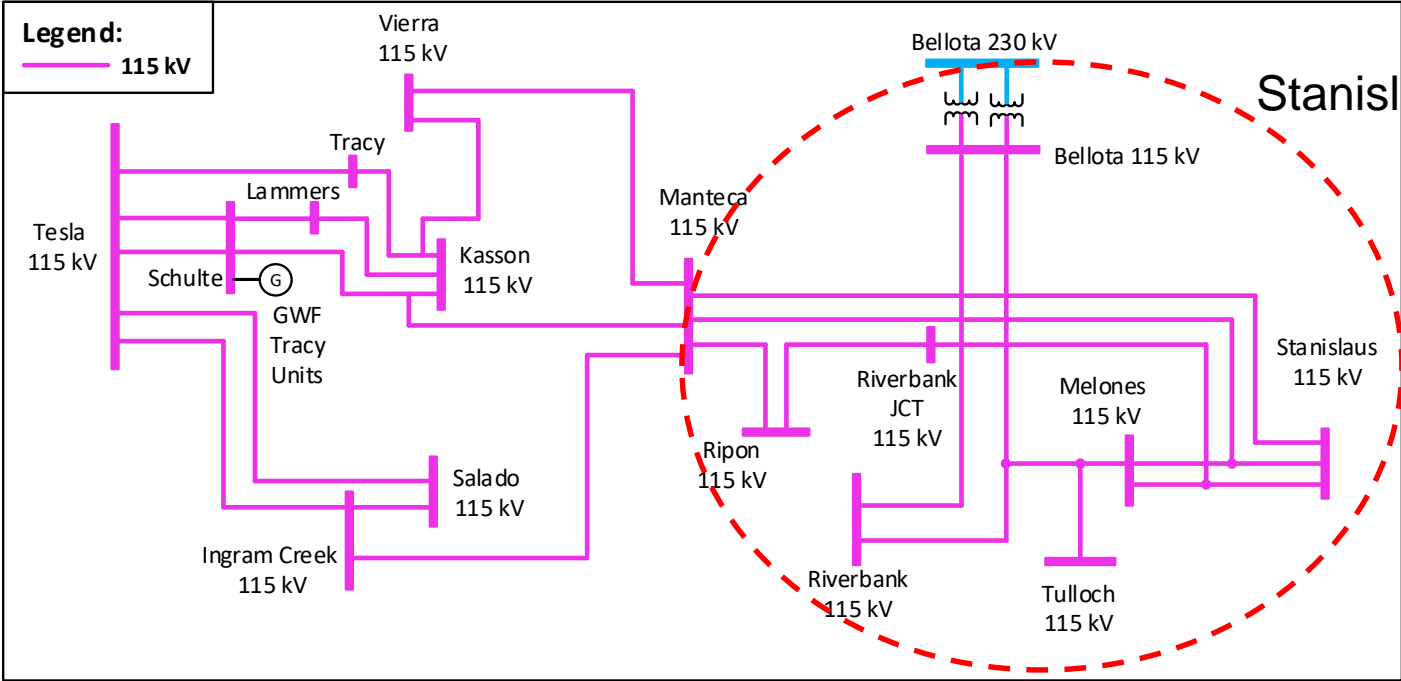 Legend:
115 kV
Vierra
115 kV
Bellota 230 kV
Stanisl
Tracy
Bellota 115 kV
Lammers
Manteca
115 kV
Tesla
115 kV
Kasson
115 kV
Schulte
G
GWF
Tracy
Units
Stanislaus
115 kV
Riverbank
JCT
115 kV
Melones
115 kV
Ripon
115 kV
Salado
115 kV
Ingram Creek
115 kV
Riverbank
115 kV
Tulloch
115 kV